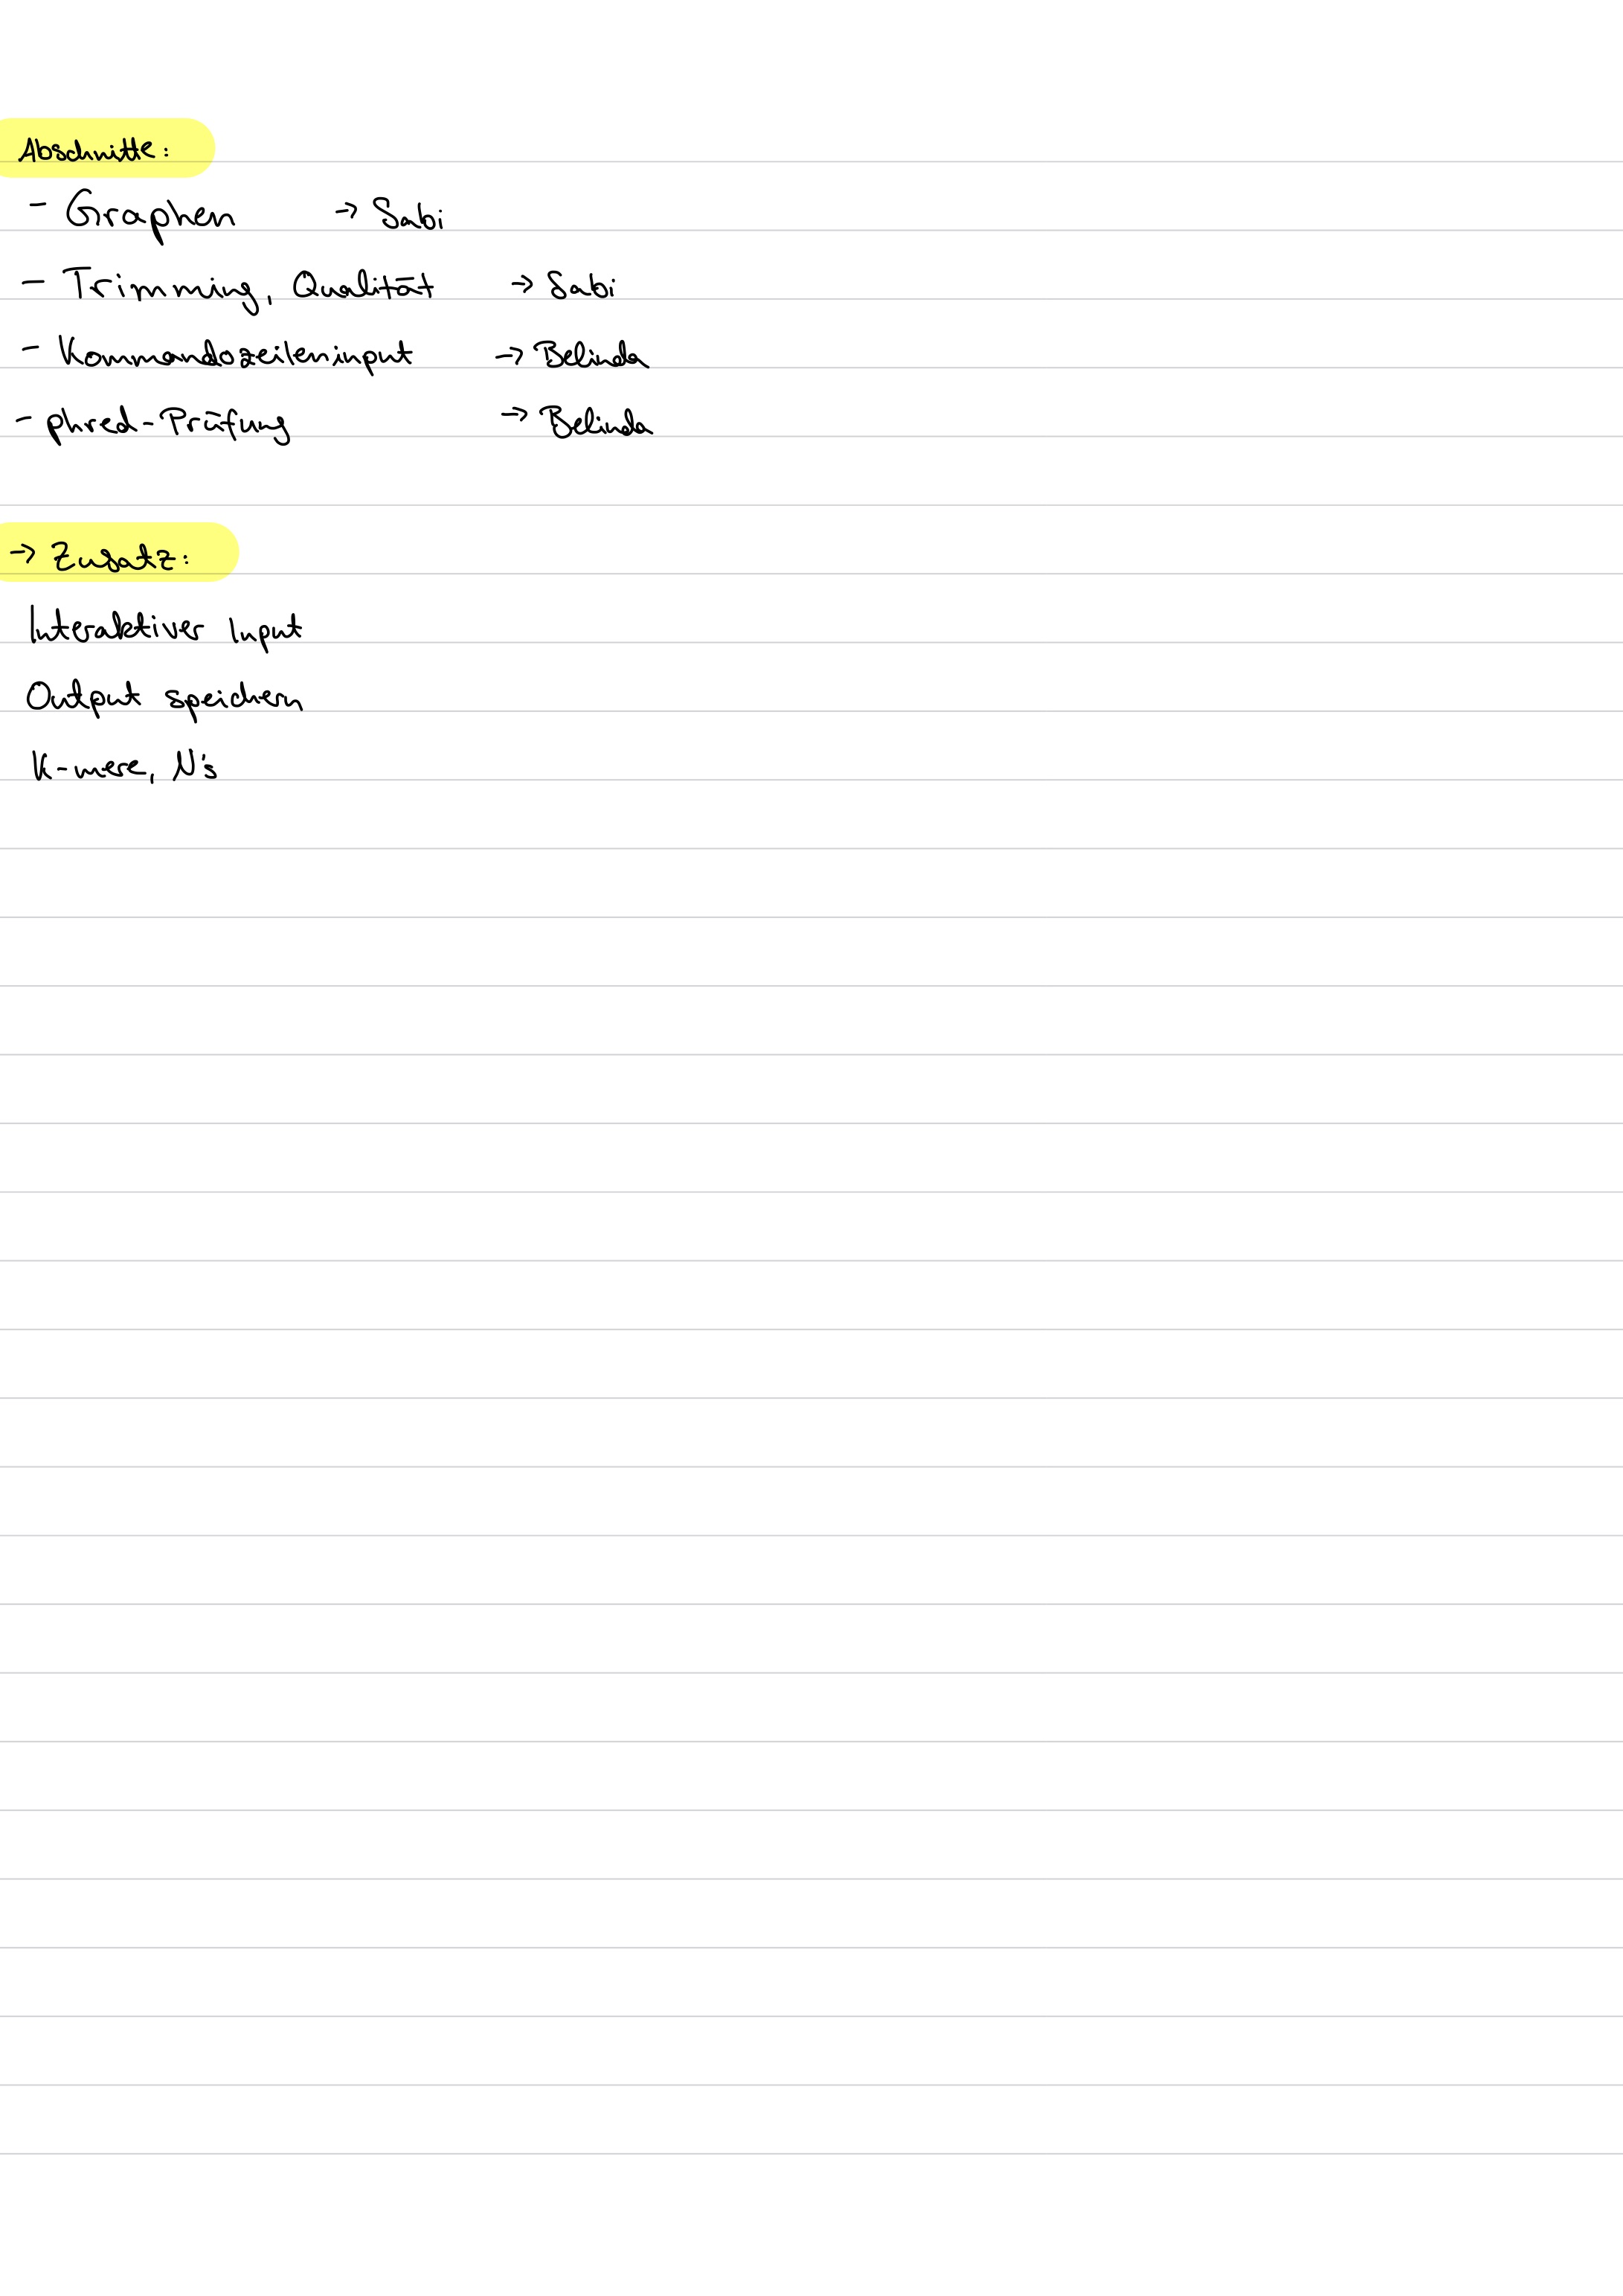 Abschnitte:
- Graphen → Sabi
- Trimming, Qualität → Sabi
- Kommandozeileninput → Belinda
- phred-Prüfung → Belinda
→ Zusatz:
Interaktiver Input
Output speichern
K-mere, N's